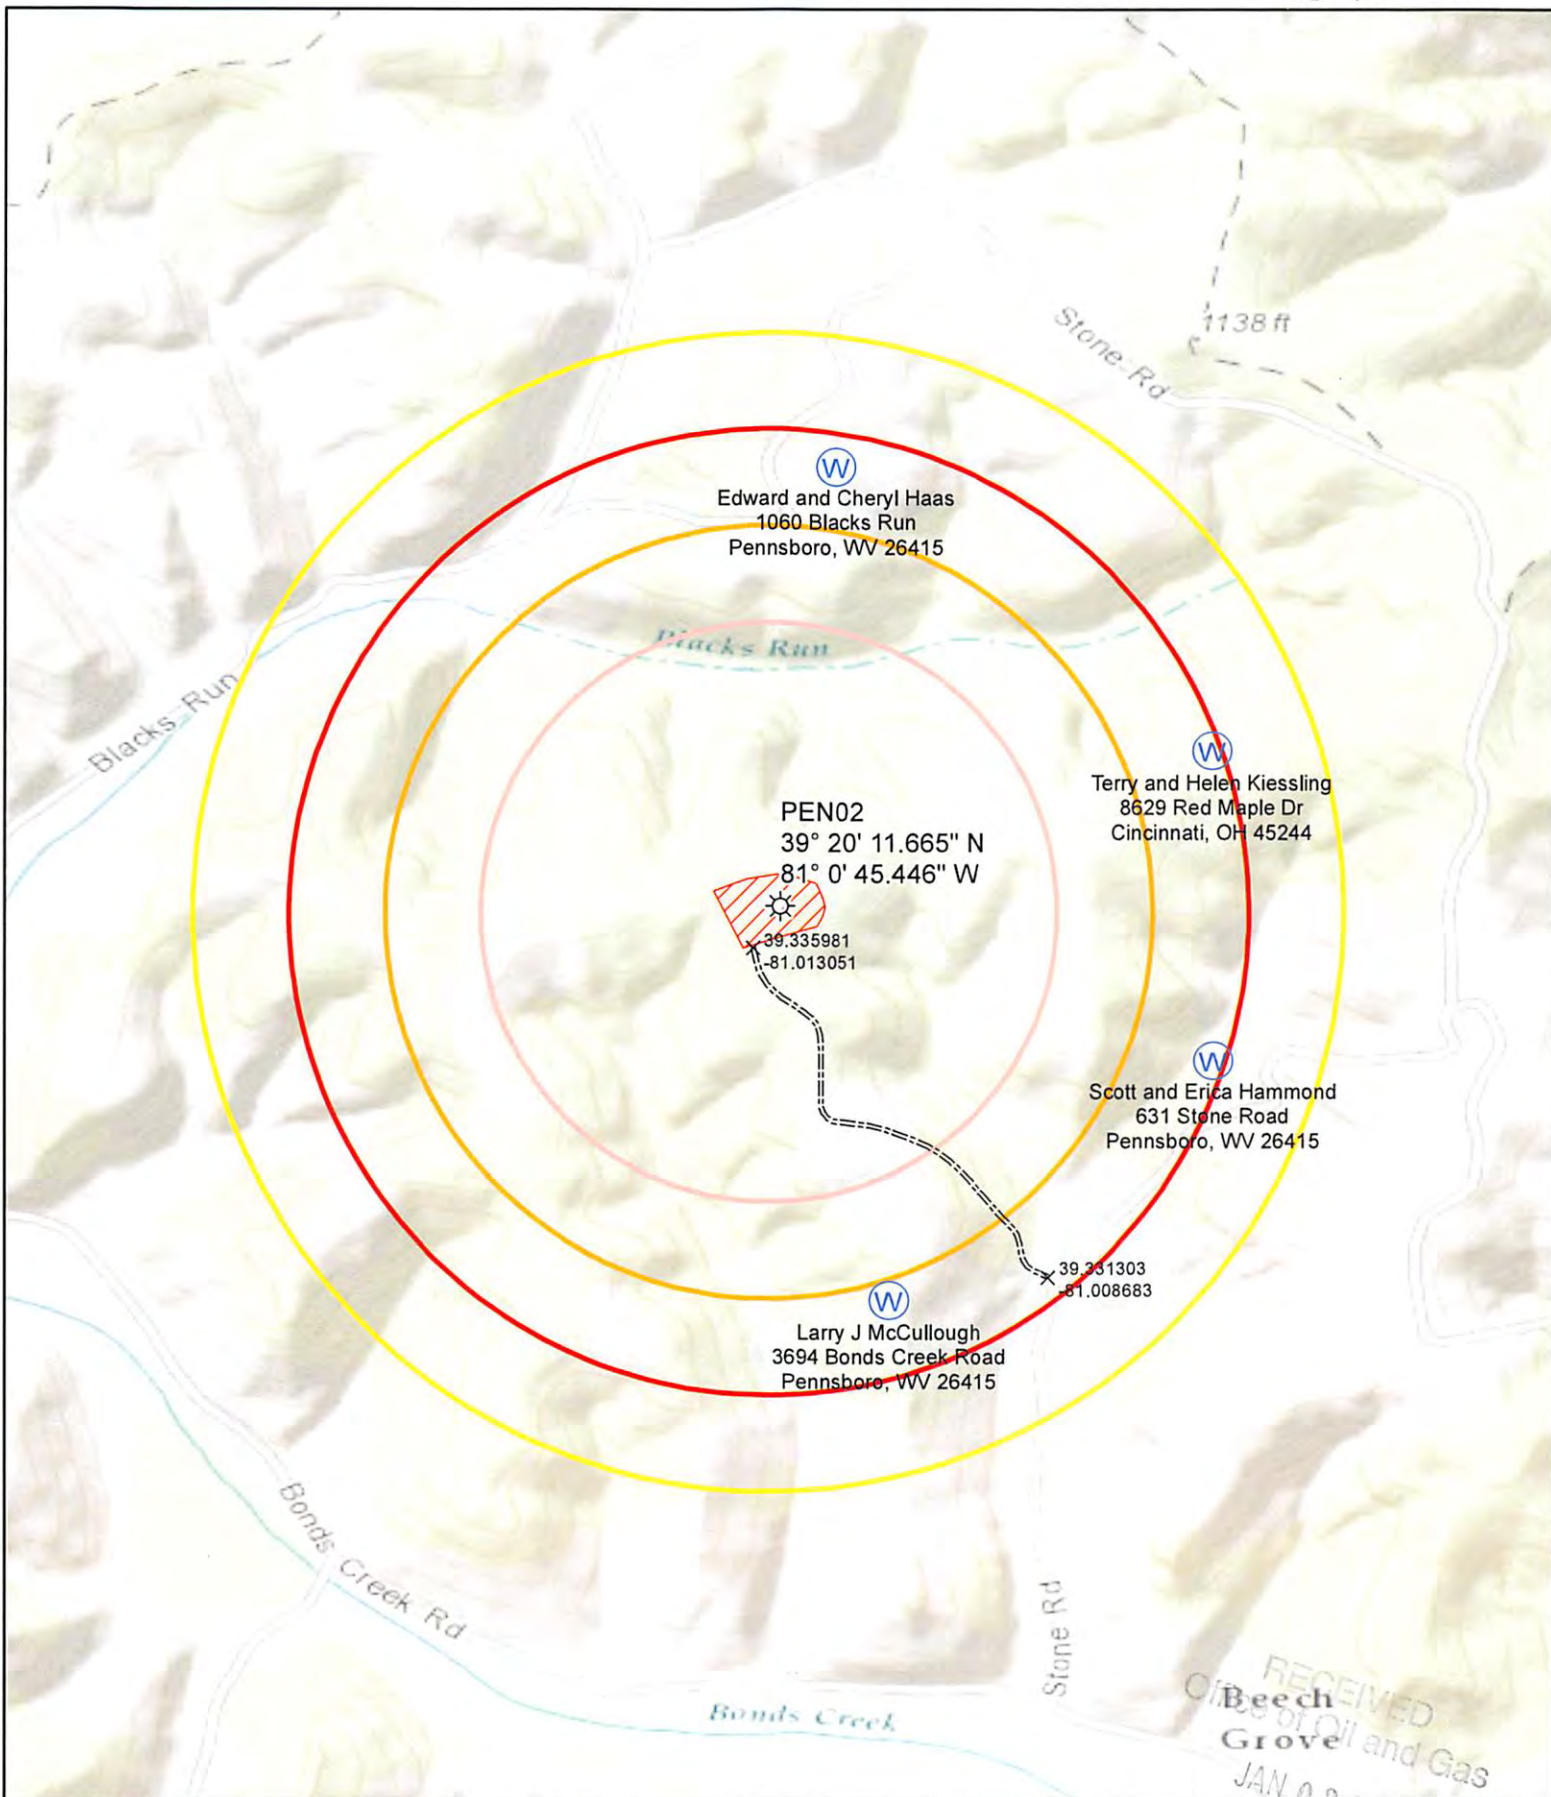 Stone Rd
1138 ft
W
Edward and Cheryl Haas
1060 Blacks Run
Pennsboro, WV 26415
Blacks Run
Blacks Run
W
Terry and Helen Kiessling
8629 Red Maple Dr
Cincinnati, OH 45244
PEN02
39° 20' 11.665" N
81° 0' 45.446" W
39.335981
-81.013051
W
Scott and Erica Hammond
631 Stone Road
Pennsboro, WV 26415
39.331303
-81.008683
W
Larry J McCullough
3694 Bonds Creek Road
Pennsboro, WV 26415
Bonds Creek Rd
Stone Rd
Bonds Creek
Beech
Grove
RECEIVED
Office of Oil and Gas
JAN